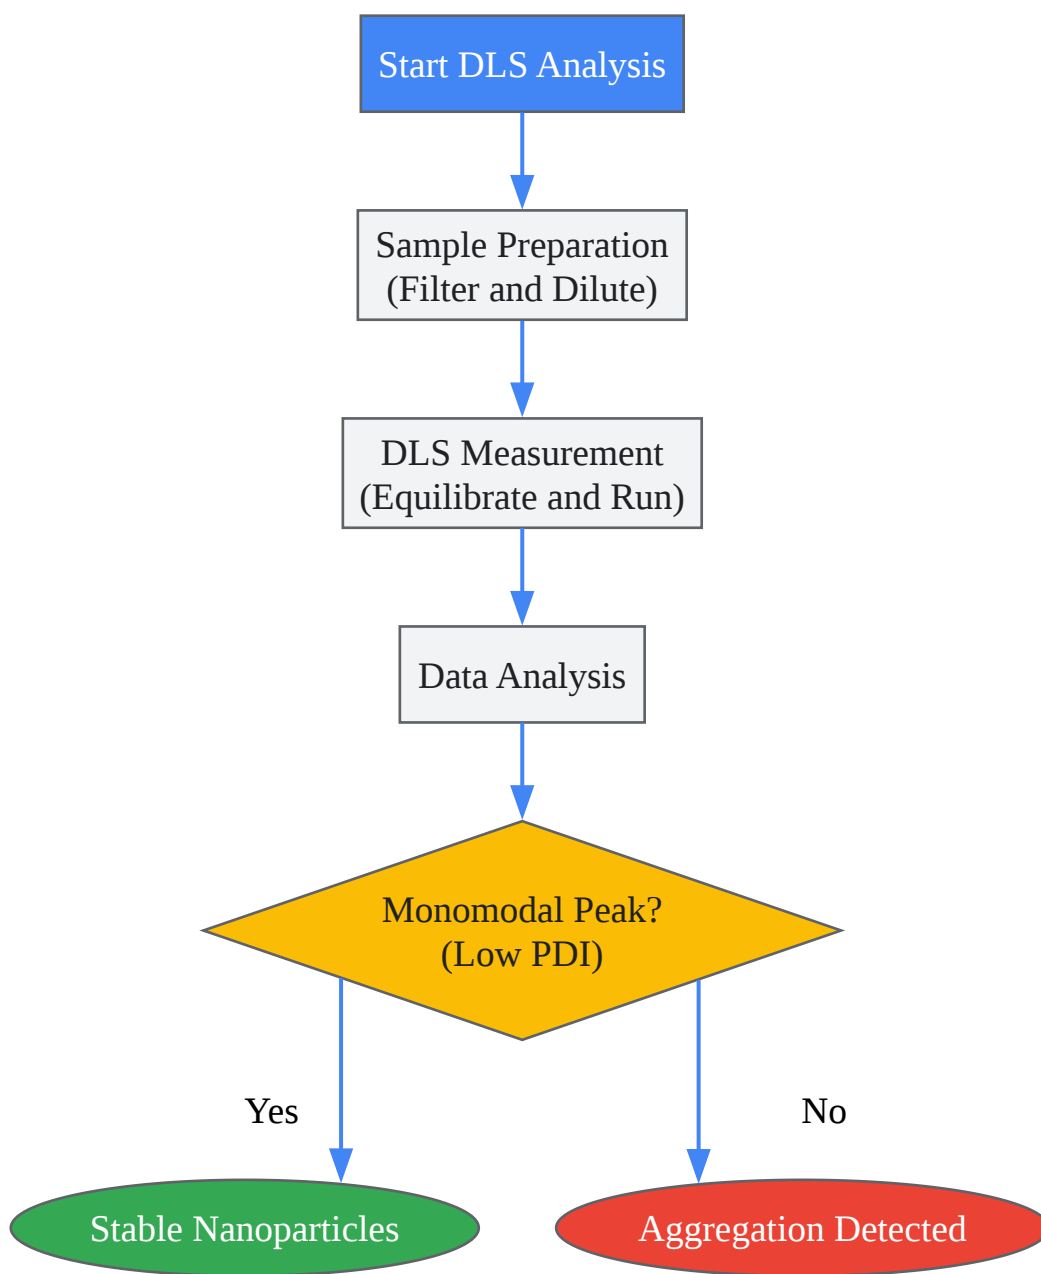 Start DLS Analysis
Sample Preparation
(Filter and Dilute)
DLS Measurement
(Equilibrate and Run)
Data Analysis
Monomodal Peak?
(Low PDI)
Yes
No
Stable Nanoparticles
Aggregation Detected